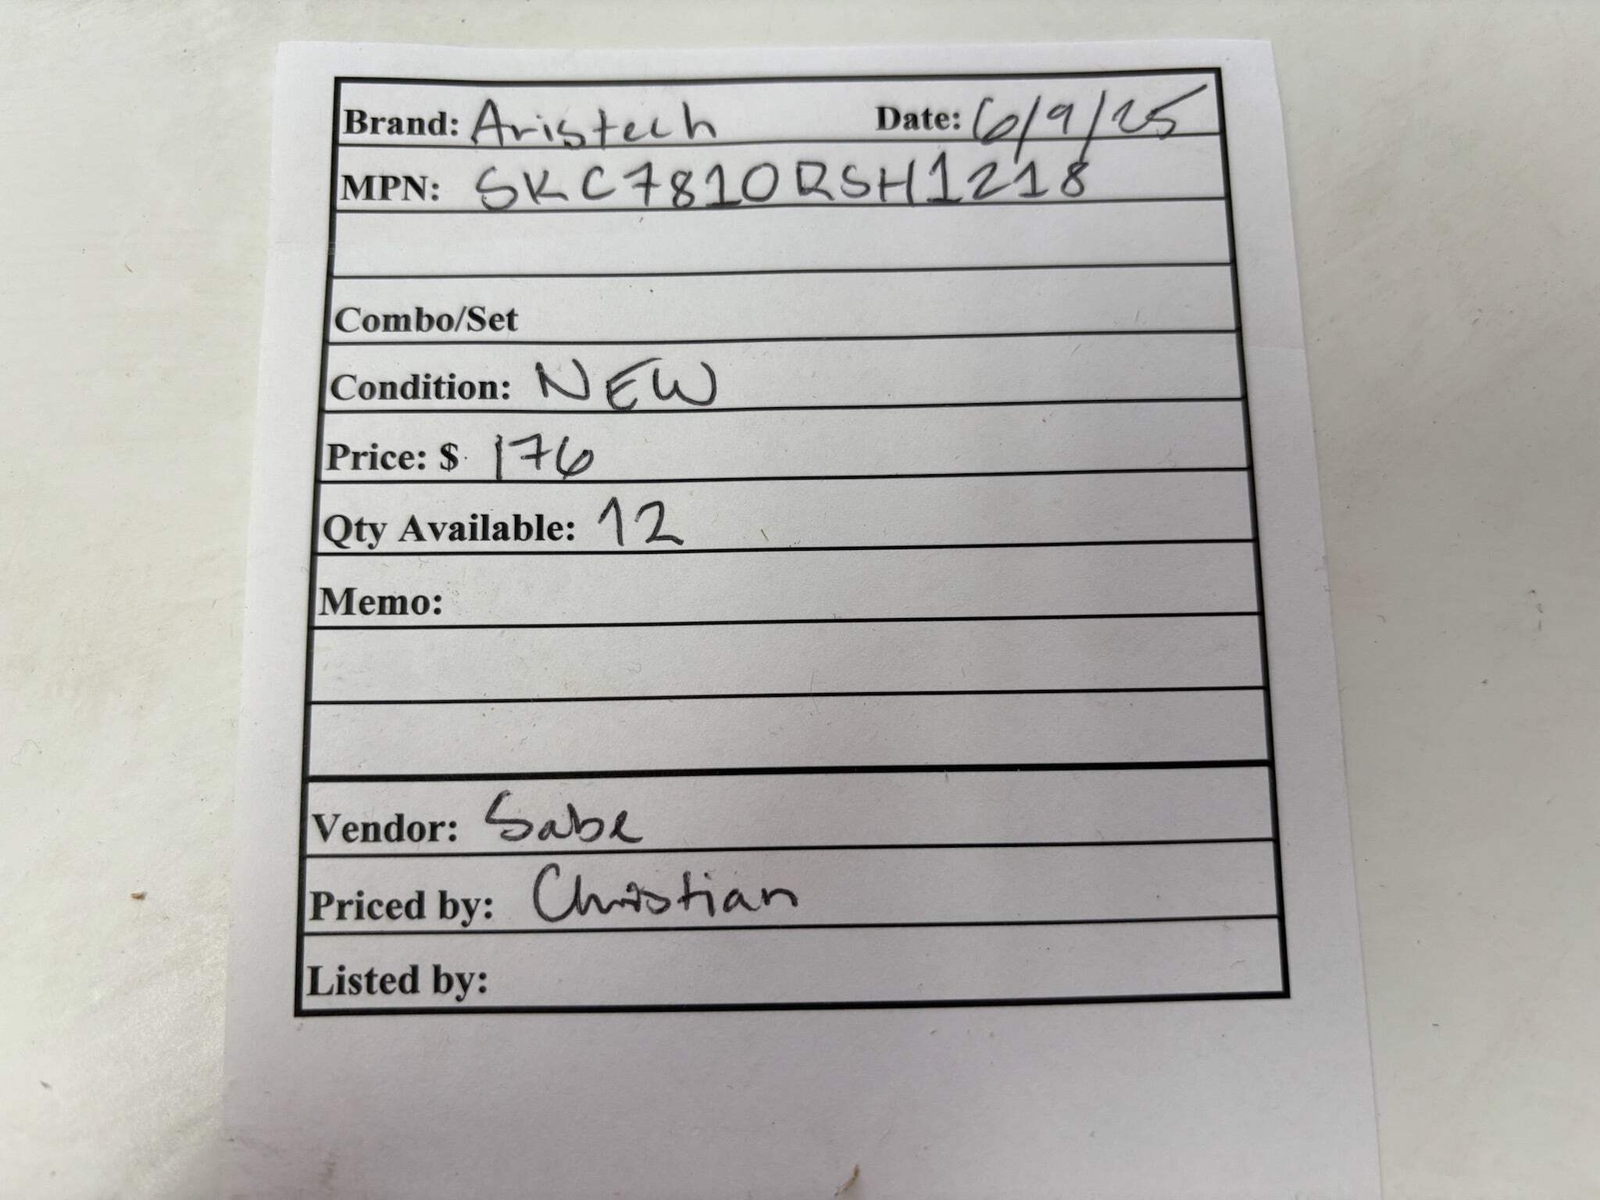 Brand: Aristech Date: 6/9/25
MPN: SKC7810RSH1218
Combo/Set
Condition: NEW
Price: $ 176
Qty Available: 12
Memo:
Vendor: Sabe
Priced by: Christian
Listed by: